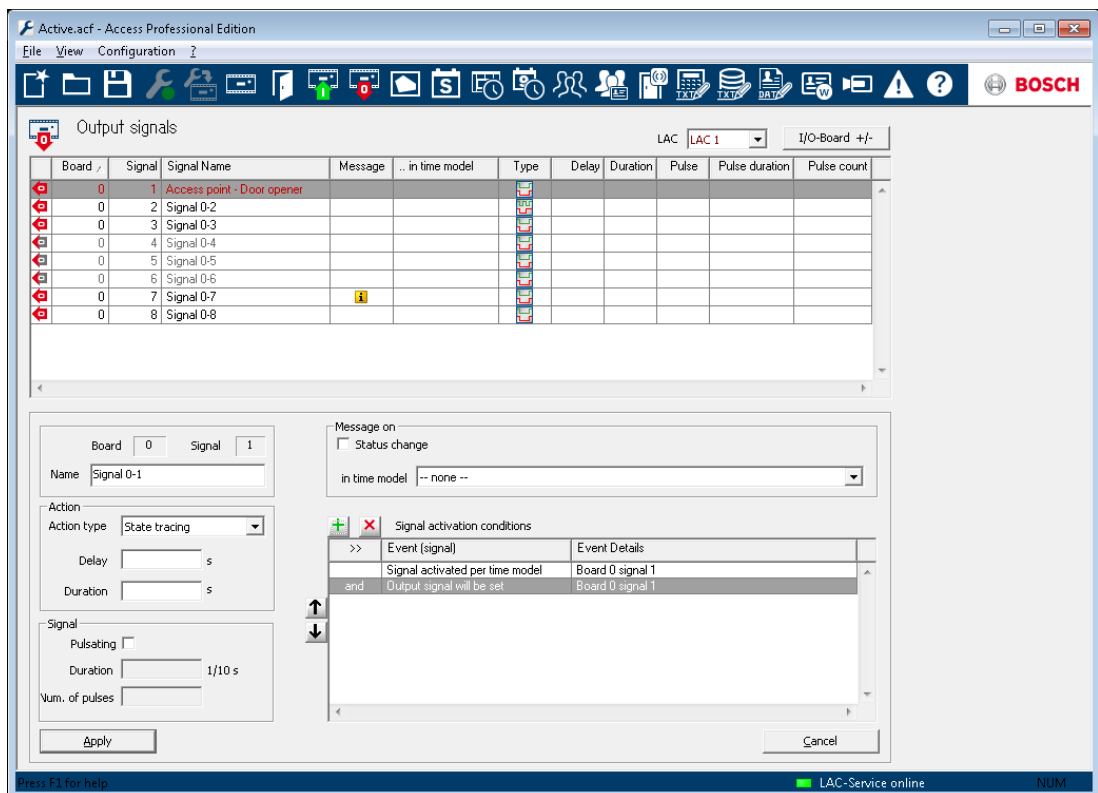 Active.acf - Access Professional Edition
File View Configuration ?
S TXT TXT DATA W ? BOSCH
Output signals
LAC LAC 1 I/O-Board +/-
Board / Signal Signal Name Message .. in time model Type Delay Duration Pulse Pulse duration Pulse count
0 1 Access point - Door opener
0 2 Signal 0-2
0 3 Signal 0-3
0 4 Signal 0-4
0 5 Signal 0-5
0 6 Signal 0-6
0 7 Signal 0-7 i
0 8 Signal 0-8
Board 0 Signal 1
Name Signal 0-1
Message on
Status change
in time model -- none --
Action
Action type State tracing
Delay s
Duration s
Signal activation conditions
>> Event (signal) Event Details
Signal activated per time model Board 0 signal 1
and Output signal will be set Board 0 signal 1
Signal
Pulsating
Duration 1/10 s
Num. of pulses
Apply
Cancel
Press F1 for help
LAC-Service online
NUM